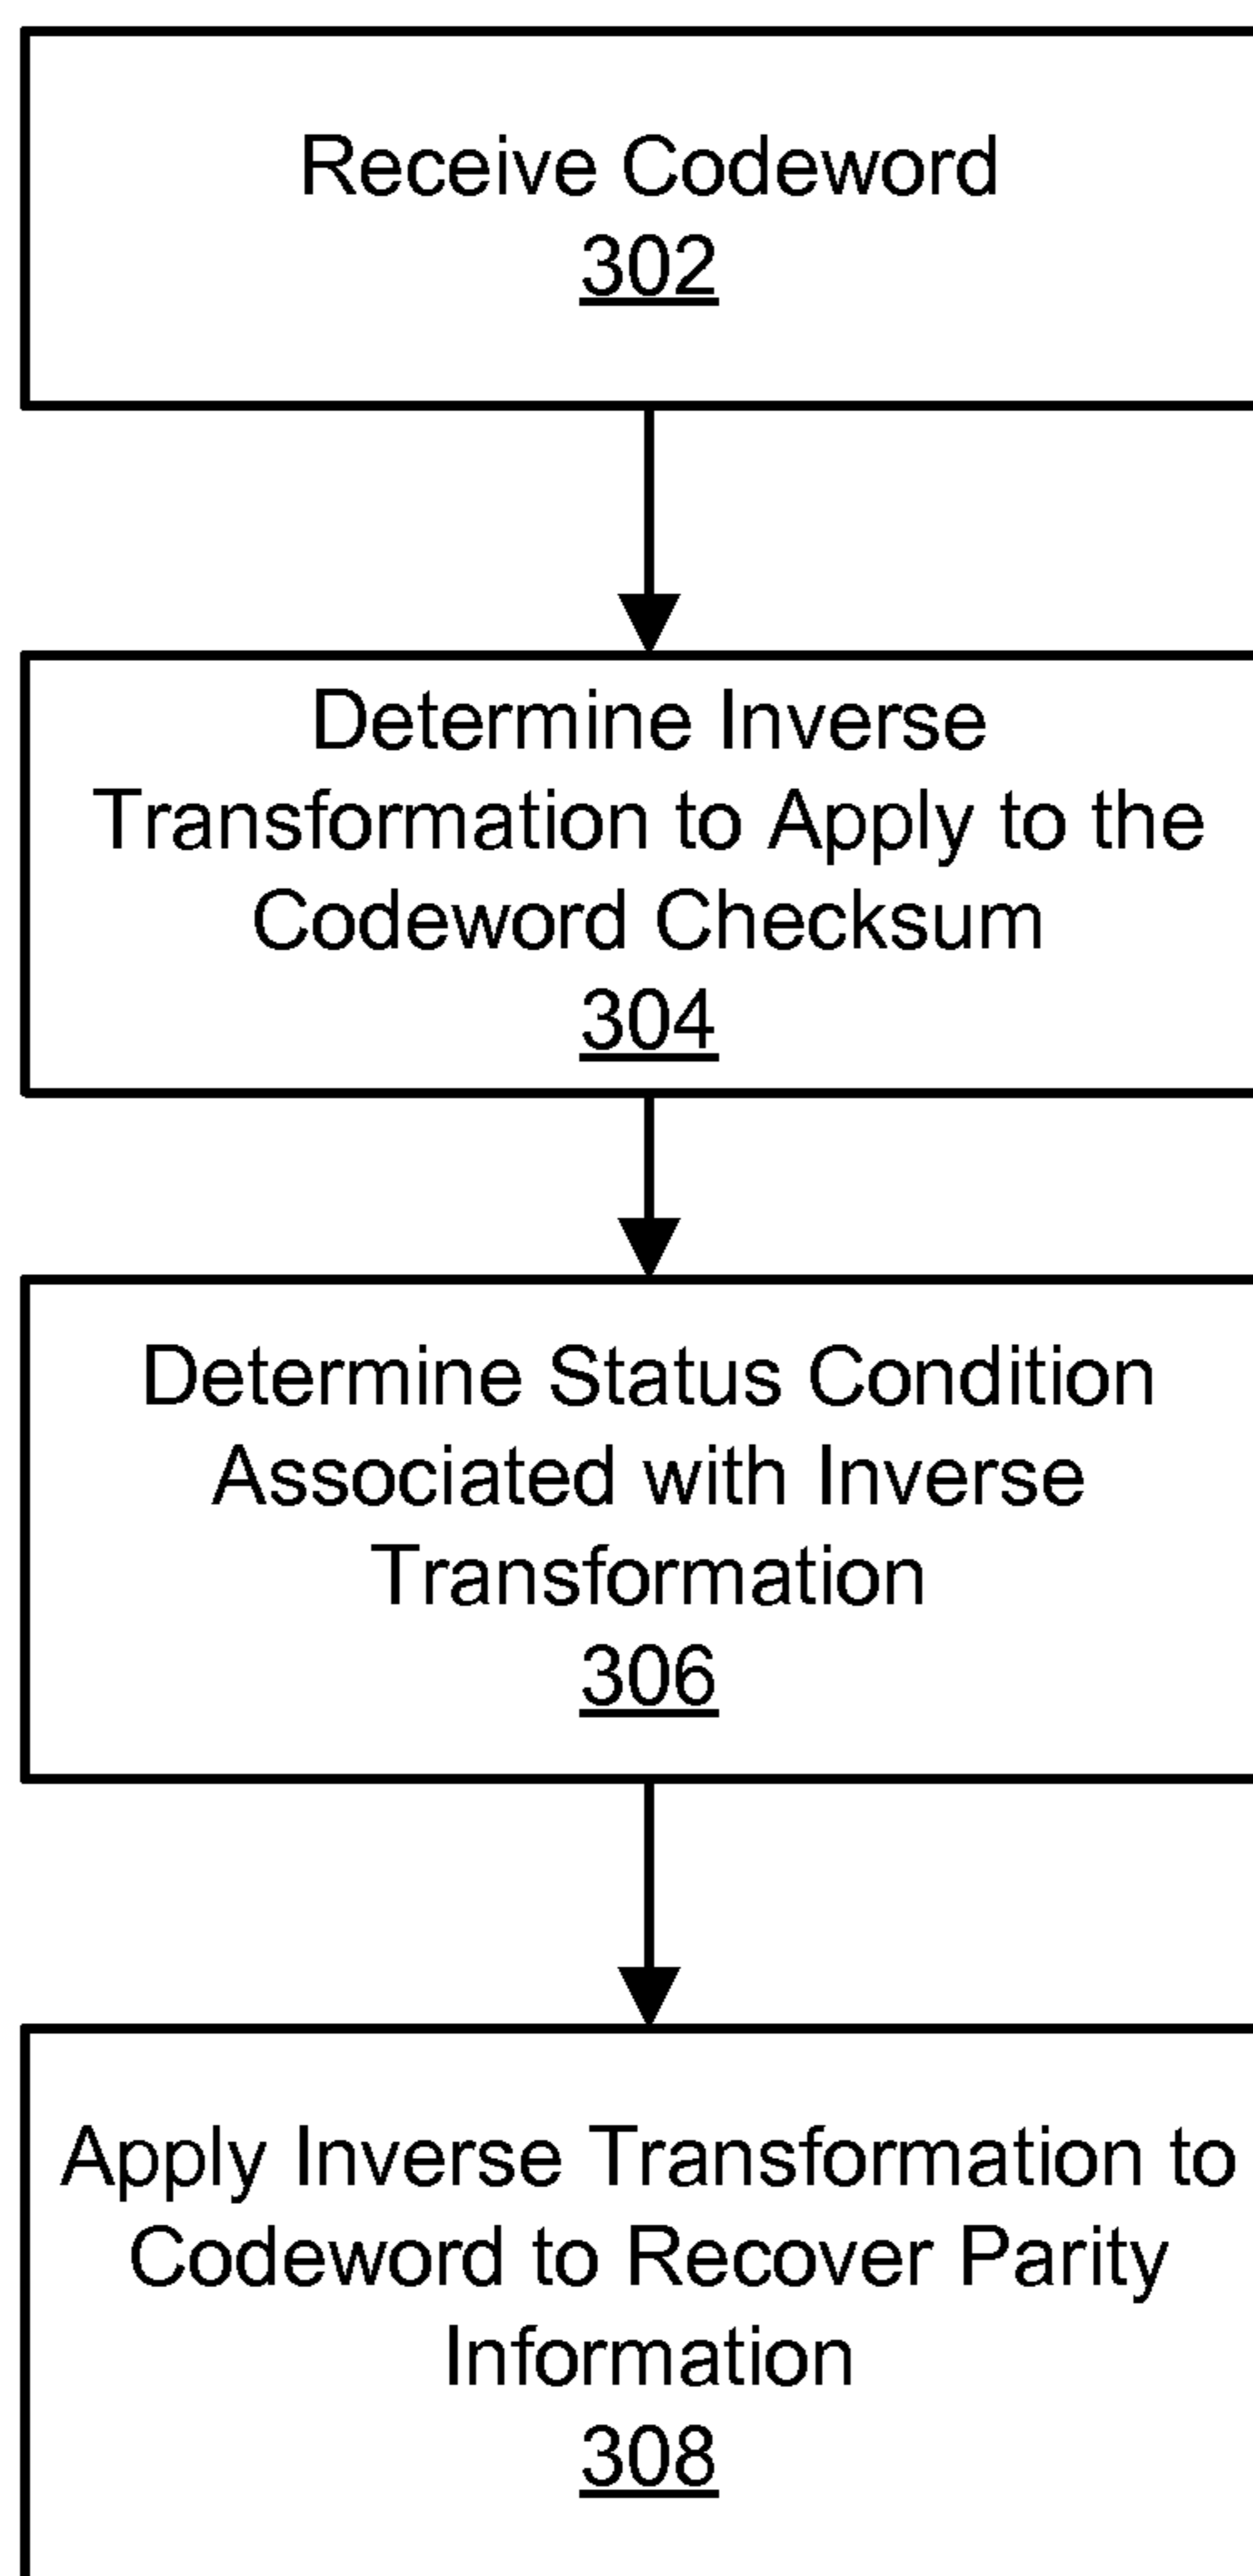 Receive Codeword
302
Determine Inverse
Transformation to Apply to the
Codeword Checksum
304
Determine Status Condition
Associated with Inverse
Transformation
306
Apply Inverse Transformation to
Codeword to Recover Parity
Information
308